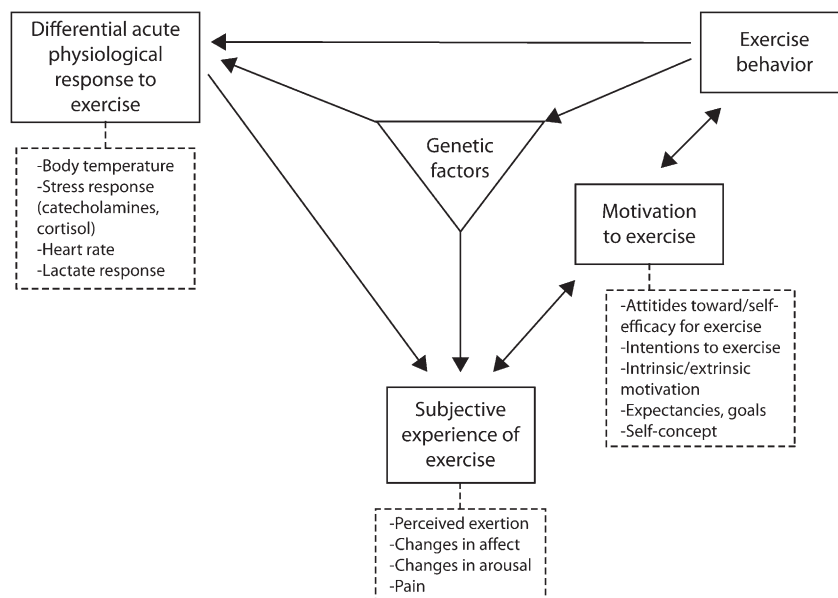 Differential acute
physiological
response to
exercise
Exercise
behavior
Genetic
factors
-Body temperature
-Stress response
(catecholamines,
cortisol)
-Heart rate
-Lactate response
Motivation
to exercise
-Attitides toward/self-
efficacy for exercise
-Intentions to exercise
-Intrinsic/extrinsic
motivation
-Expectancies, goals
-Self-concept
Subjective
experience of
exercise
-Perceived exertion
-Changes in affect
-Changes in arousal
-Pain